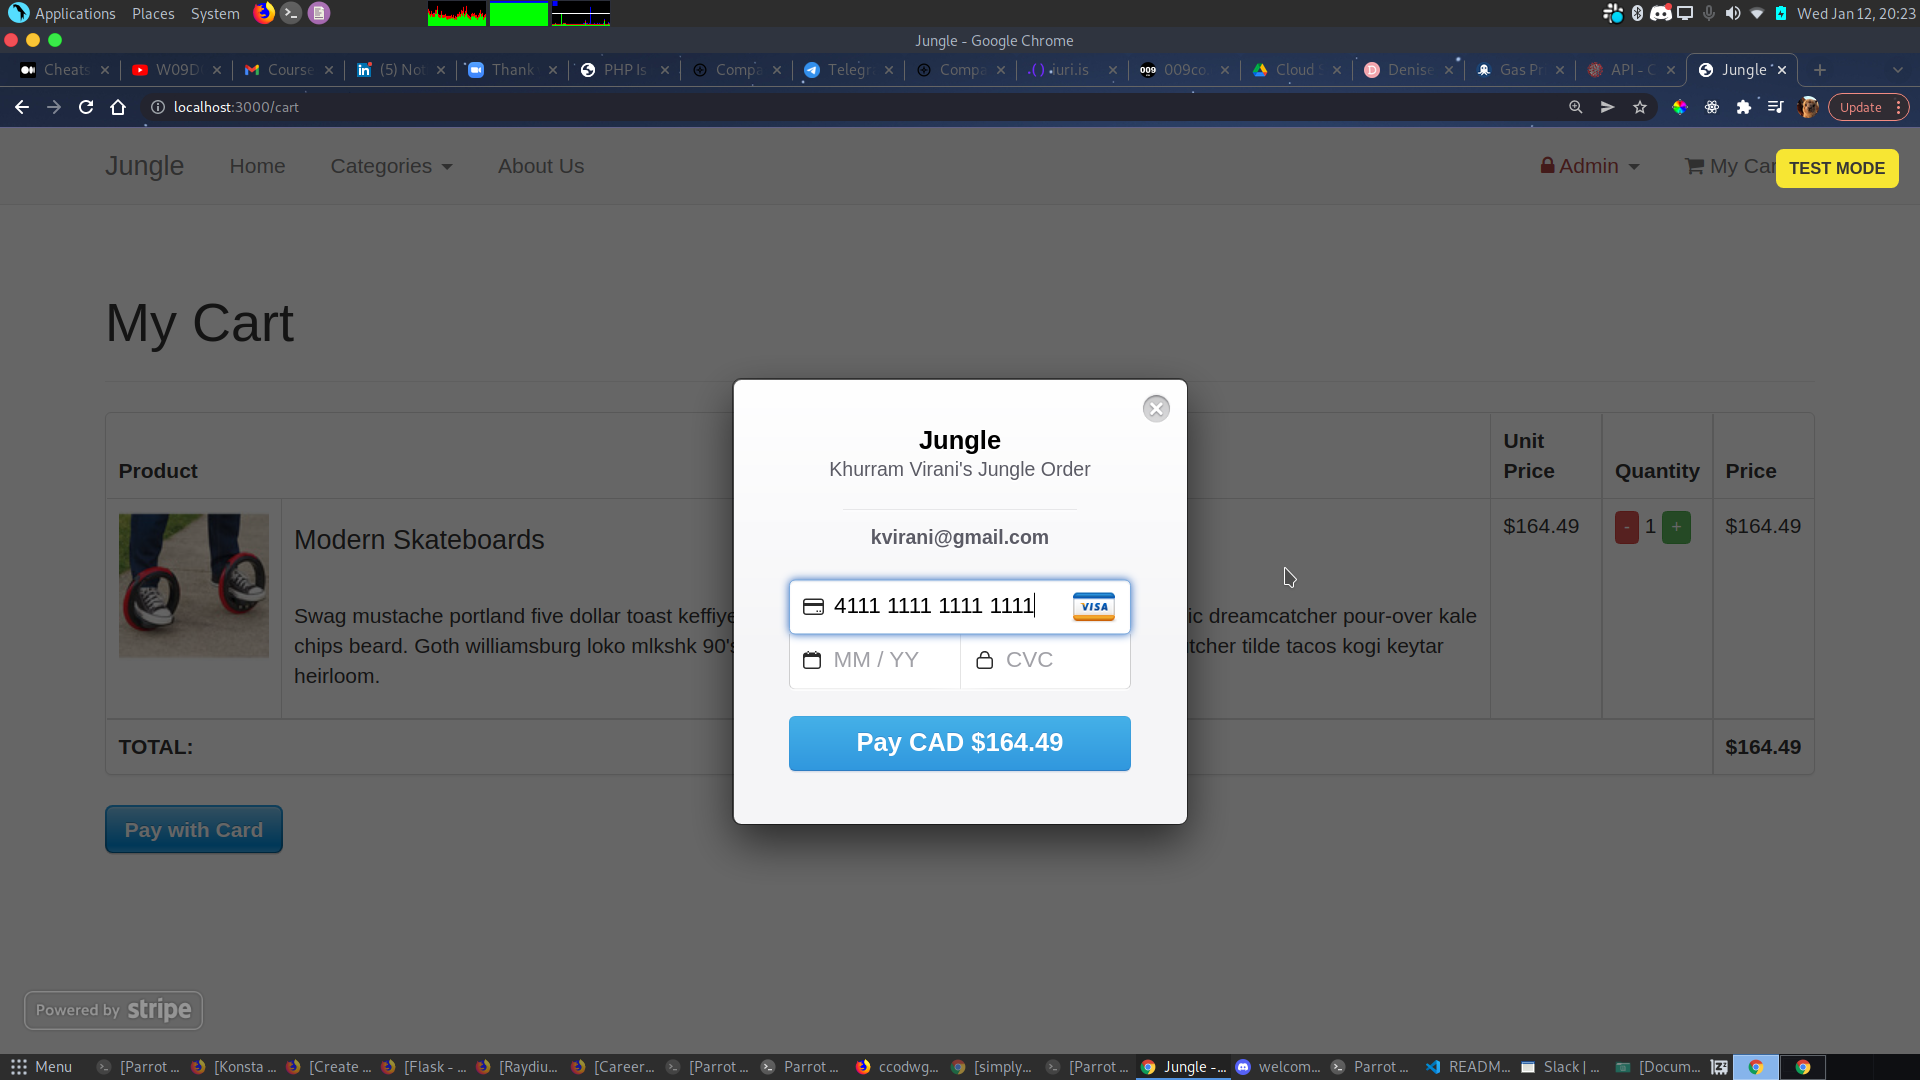 Applications Places System
Wed Jan 12, 20:23
Jungle - Google Chrome
Cheats W09D Course (5) Not Thank PHP Is Compa Telegr Compa iuri.is 009co Cloud S Denise Gas Pr API - C Jungle
localhost:3000/cart
Update
Jungle Home Categories About Us Admin My Car TEST MODE
My Cart
Product Unit Price Quantity Price
Modern Skateboards
$164.49 - 1 + $164.49
Swag mustache portland five dollar toast keffiye
ic dreamcatcher pour-over kale
chips beard. Goth williamsburg loko mlkshk 90's
tcher tilde tacos kogi keytar
heirloom.
TOTAL: $164.49
Pay with Card
Jungle
Khurram Virani's Jungle Order
kvirani@gmail.com
4111 1111 1111 1111 VISA
MM / YY CVC
Pay CAD $164.49
Powered by stripe
Menu [Parrot ... [Konsta ... [Create ... [Flask - ... [Raydiu... [Career... [Parrot ... Parrot ... ccodwg... [simply... [Parrot ... Jungle -... welcom... Parrot ... READM... Slack | ... [Docum...